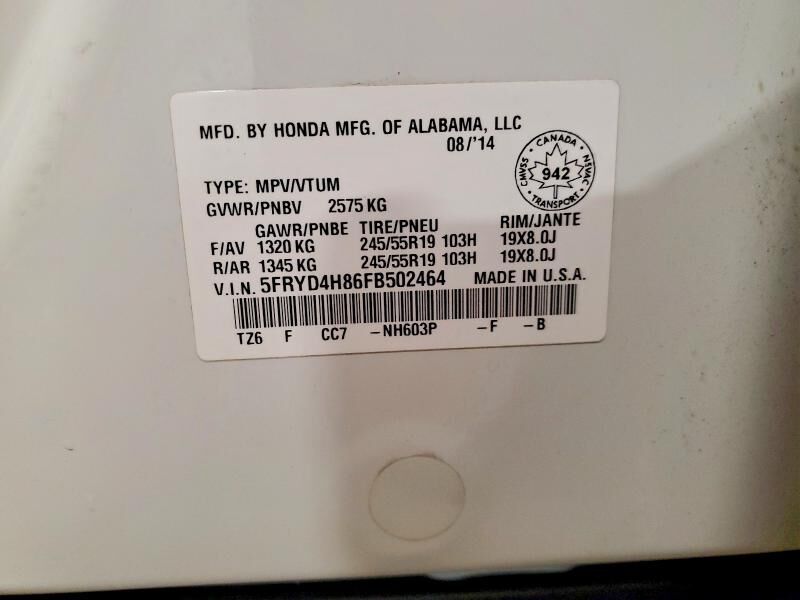 MFD. BY HONDA MFG. OF ALABAMA, LLC
08/'14
CANADA
CMVSS
NSVAC
942
TRANSPORT
TYPE: MPV/VTUM
GVWR/PNBV 2575 KG
GAWR/PNBE TIRE/PNEU RIM/JANTE
F/AV 1320 KG 245/55R19 103H 19X8.0J
R/AR 1345 KG 245/55R19 103H 19X8.0J
V.I.N. 5FRYD4H86FB502464 MADE IN U.S.A.
TZ6 F CC7 -NH603P -F -B